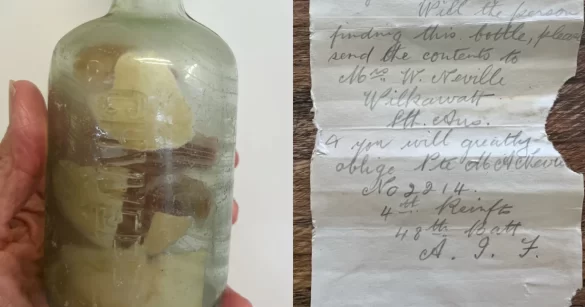 Will the person
finding this bottle, please
send the contents to
Mrs W. Neville
Wilkawatt
Sth. Aus.
& you will greatly
oblige Pte
No 2214.
4th Reinft
48th Batt
A. I. F.